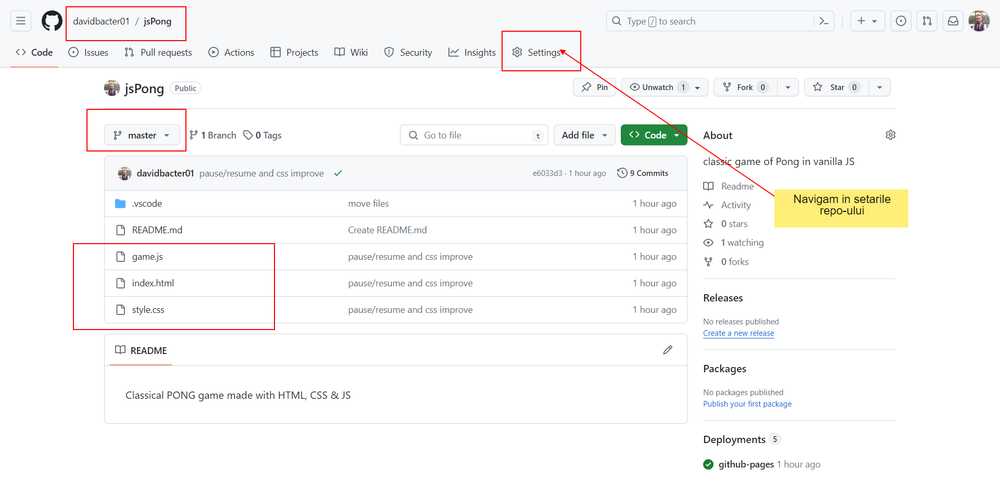 davidbacter01 / jsPong
Type / to search
Code Issues Pull requests Actions Projects Wiki Security Insights Settings
jsPong Public
Pin Unwatch 1 Fork 0 Star 0
master 1 Branch 0 Tags
Go to file t Add file Code
davidbacter01 pause/resume and css improve
e6033d3 · 1 hour ago 9 Commits
.vscode move files 1 hour ago
README.md Create README.md 1 hour ago
game.js pause/resume and css improve 1 hour ago
index.html pause/resume and css improve 1 hour ago
style.css pause/resume and css improve 1 hour ago
README
Classical PONG game made with HTML, CSS & JS
About
classic game of Pong in vanilla JS
Readme
Activity
0 stars
1 watching
0 forks
Navigam in setarile
repo-ului
Releases
No releases published
Create a new release
Packages
No packages published
Publish your first package
Deployments 5
github-pages 1 hour ago